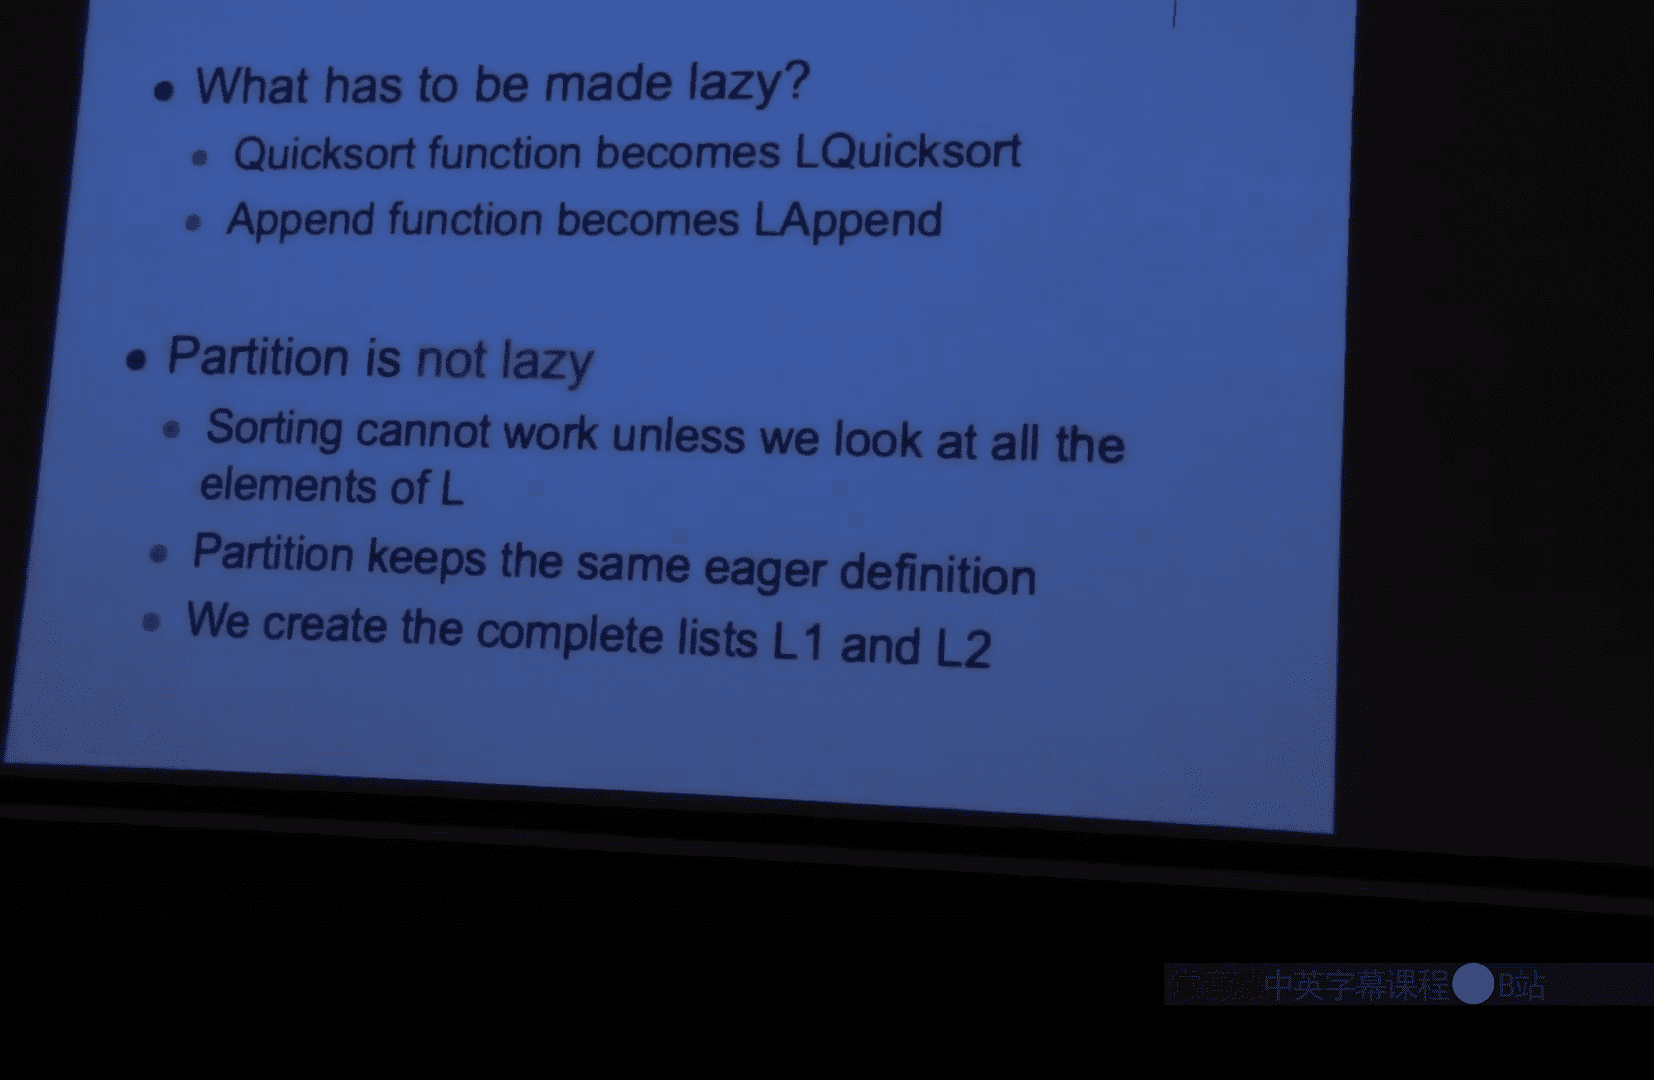 • What has to be made lazy?
• Quicksort function becomes LQuicksort
• Append function becomes LAppend
• Partition is not lazy
• Sorting cannot work unless we look at all the
elements of L
• Partition keeps the same eager definition
• We create the complete lists L1 and L2
中英字幕课程 B站